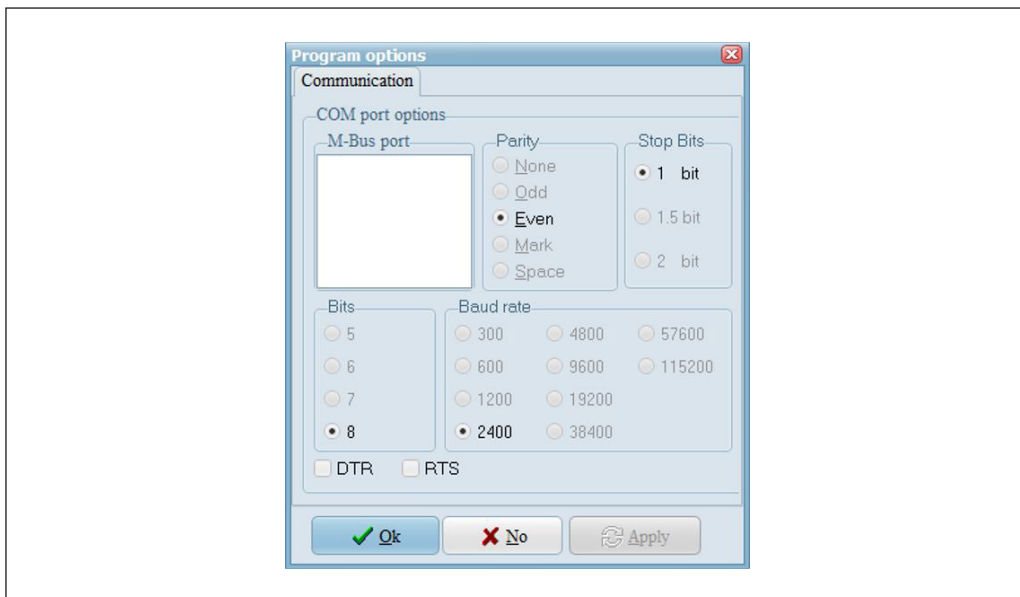 Program options
Communication
COM port options
M-Bus port
Parity
None
Odd
Even
Mark
Space
Stop Bits
1 bit
1.5 bit
2 bit
Bits
5
6
7
8
Baud rate
300 4800 57600
600 9600 115200
1200 19200
2400 38400
DTR RTS
Ok No Apply